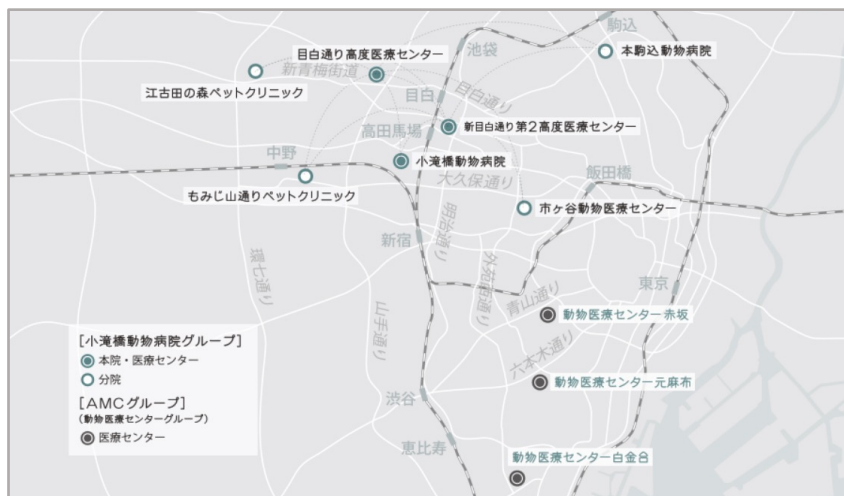 駒込
目白通り高度医療センター
池袋
本駒込動物病院
新青梅街道
江古田の森ペットクリニック
目白
目白通り
高田馬場
新目白通り第2高度医療センター
中野
小滝橋動物病院
大久保通り
飯田橋
もみじ山通りペットクリニック
市ヶ谷動物医療センター
明治通り
新宿
環七通り
外苑西通り
東京
青山通り
動物医療センター赤坂
山手通り
六本木通り
[小滝橋動物病院グループ]
本院・医療センター
分院
動物医療センター元麻布
渋谷
[AMCグループ]
(動物医療センターグループ)
医療センター
恵比寿
動物医療センター白金台